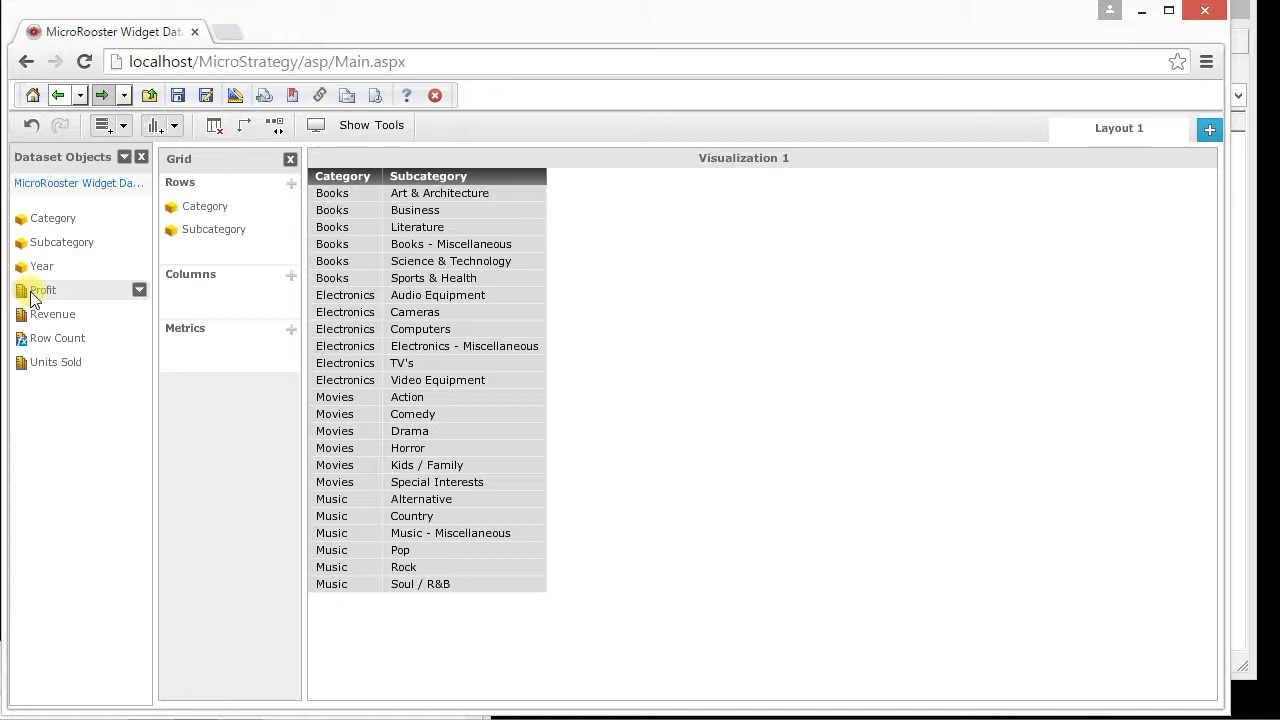 MicroRooster Widget Dat
localhost/MicroStrategy/asp/Main.aspx
Show Tools
Layout 1
Dataset Objects
MicroRooster Widget Da...
Category
Subcategory
Year
Profit
Revenue
Row Count
Units Sold
Grid
Rows
Category
Subcategory
Columns
Metrics
Visualization 1
Category Subcategory
Books Art & Architecture
Books Business
Books Literature
Books Books - Miscellaneous
Books Science & Technology
Books Sports & Health
Electronics Audio Equipment
Electronics Cameras
Electronics Computers
Electronics Electronics - Miscellaneous
Electronics TV's
Electronics Video Equipment
Movies Action
Movies Comedy
Movies Drama
Movies Horror
Movies Kids / Family
Movies Special Interests
Music Alternative
Music Country
Music Music - Miscellaneous
Music Pop
Music Rock
Music Soul / R&B